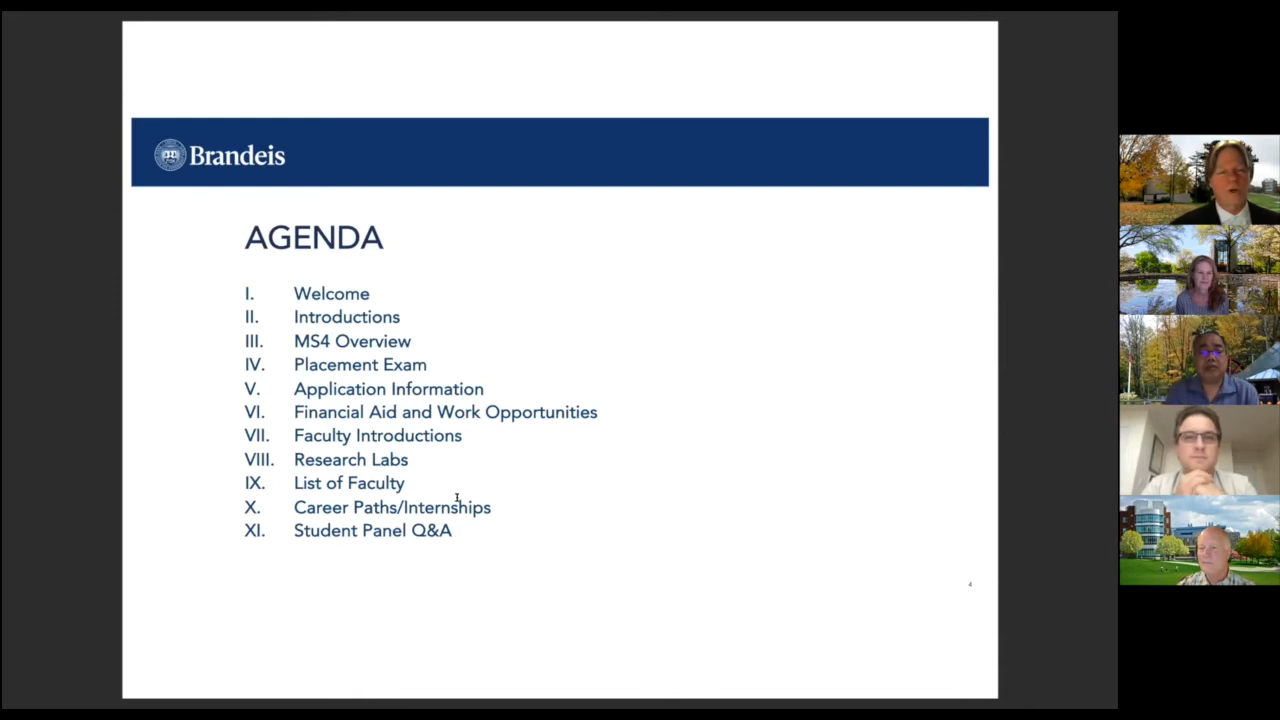 Brandeis
AGENDA
I. Welcome
II. Introductions
III. MS4 Overview
IV. Placement Exam
V. Application Information
VI. Financial Aid and Work Opportunities
VII. Faculty Introductions
VIII. Research Labs
IX. List of Faculty
X. Career Paths/Internships
XI. Student Panel Q&A
4